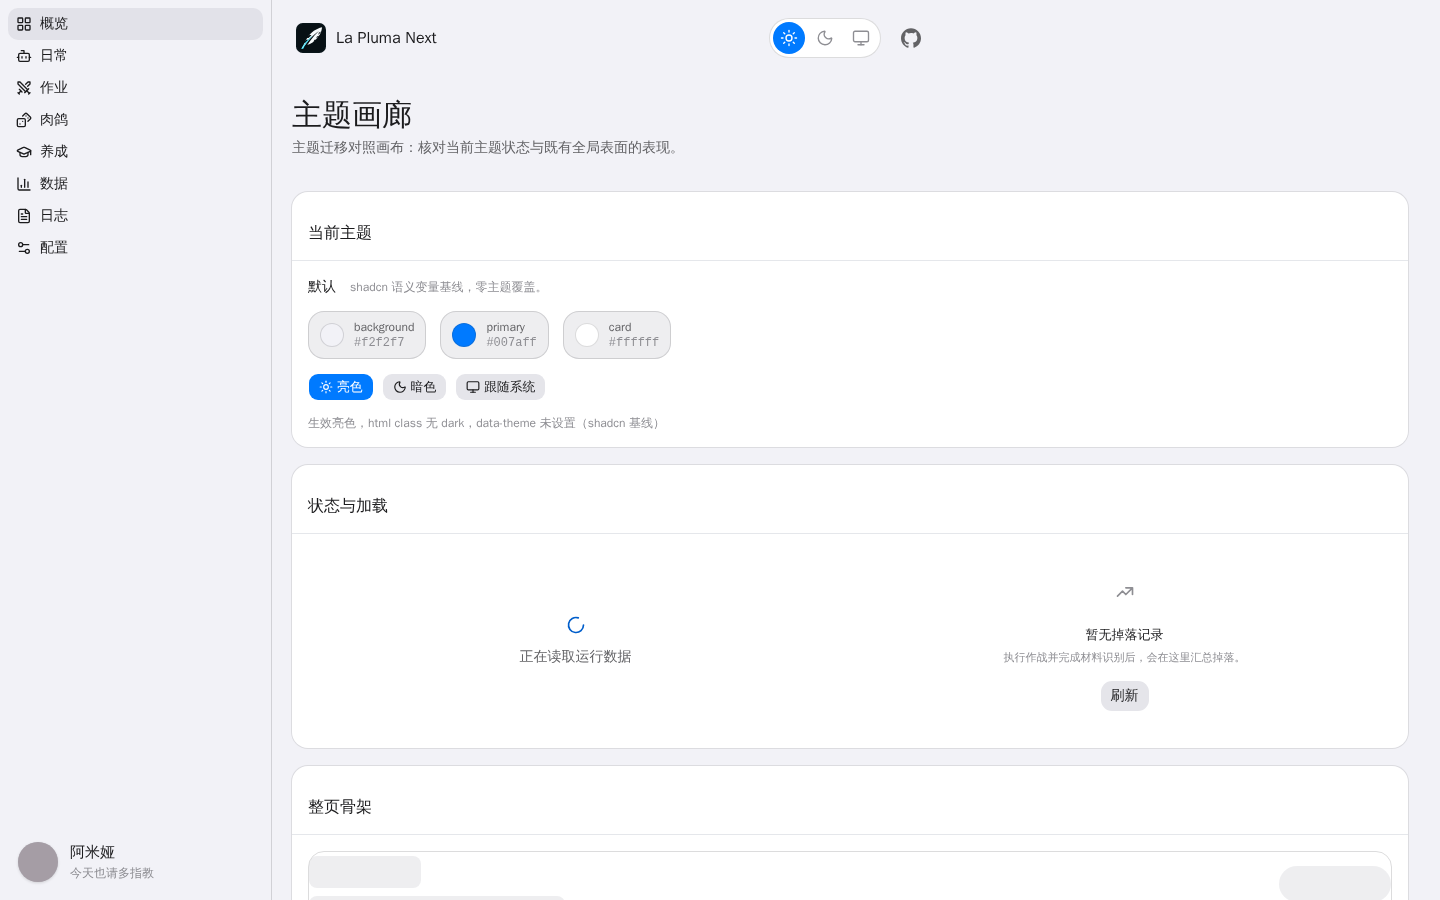 概览
日常
作业
肉鸽
养成
数据
日志
配置
阿米娅
今天也请多指教
La Pluma Next
主题画廊
主题迁移对照画布：核对当前主题状态与既有全局表面的表现。
当前主题
默认 shadcn 语义变量基线，零主题覆盖。
background
#f2f2f7
primary
#007aff
card
#ffffff
亮色 暗色 跟随系统
生效亮色，html class 无 dark，data-theme 未设置（shadcn 基线）
状态与加载
正在读取运行数据
暂无掉落记录
执行作战并完成材料识别后，会在这里汇总掉落。
刷新
整页骨架